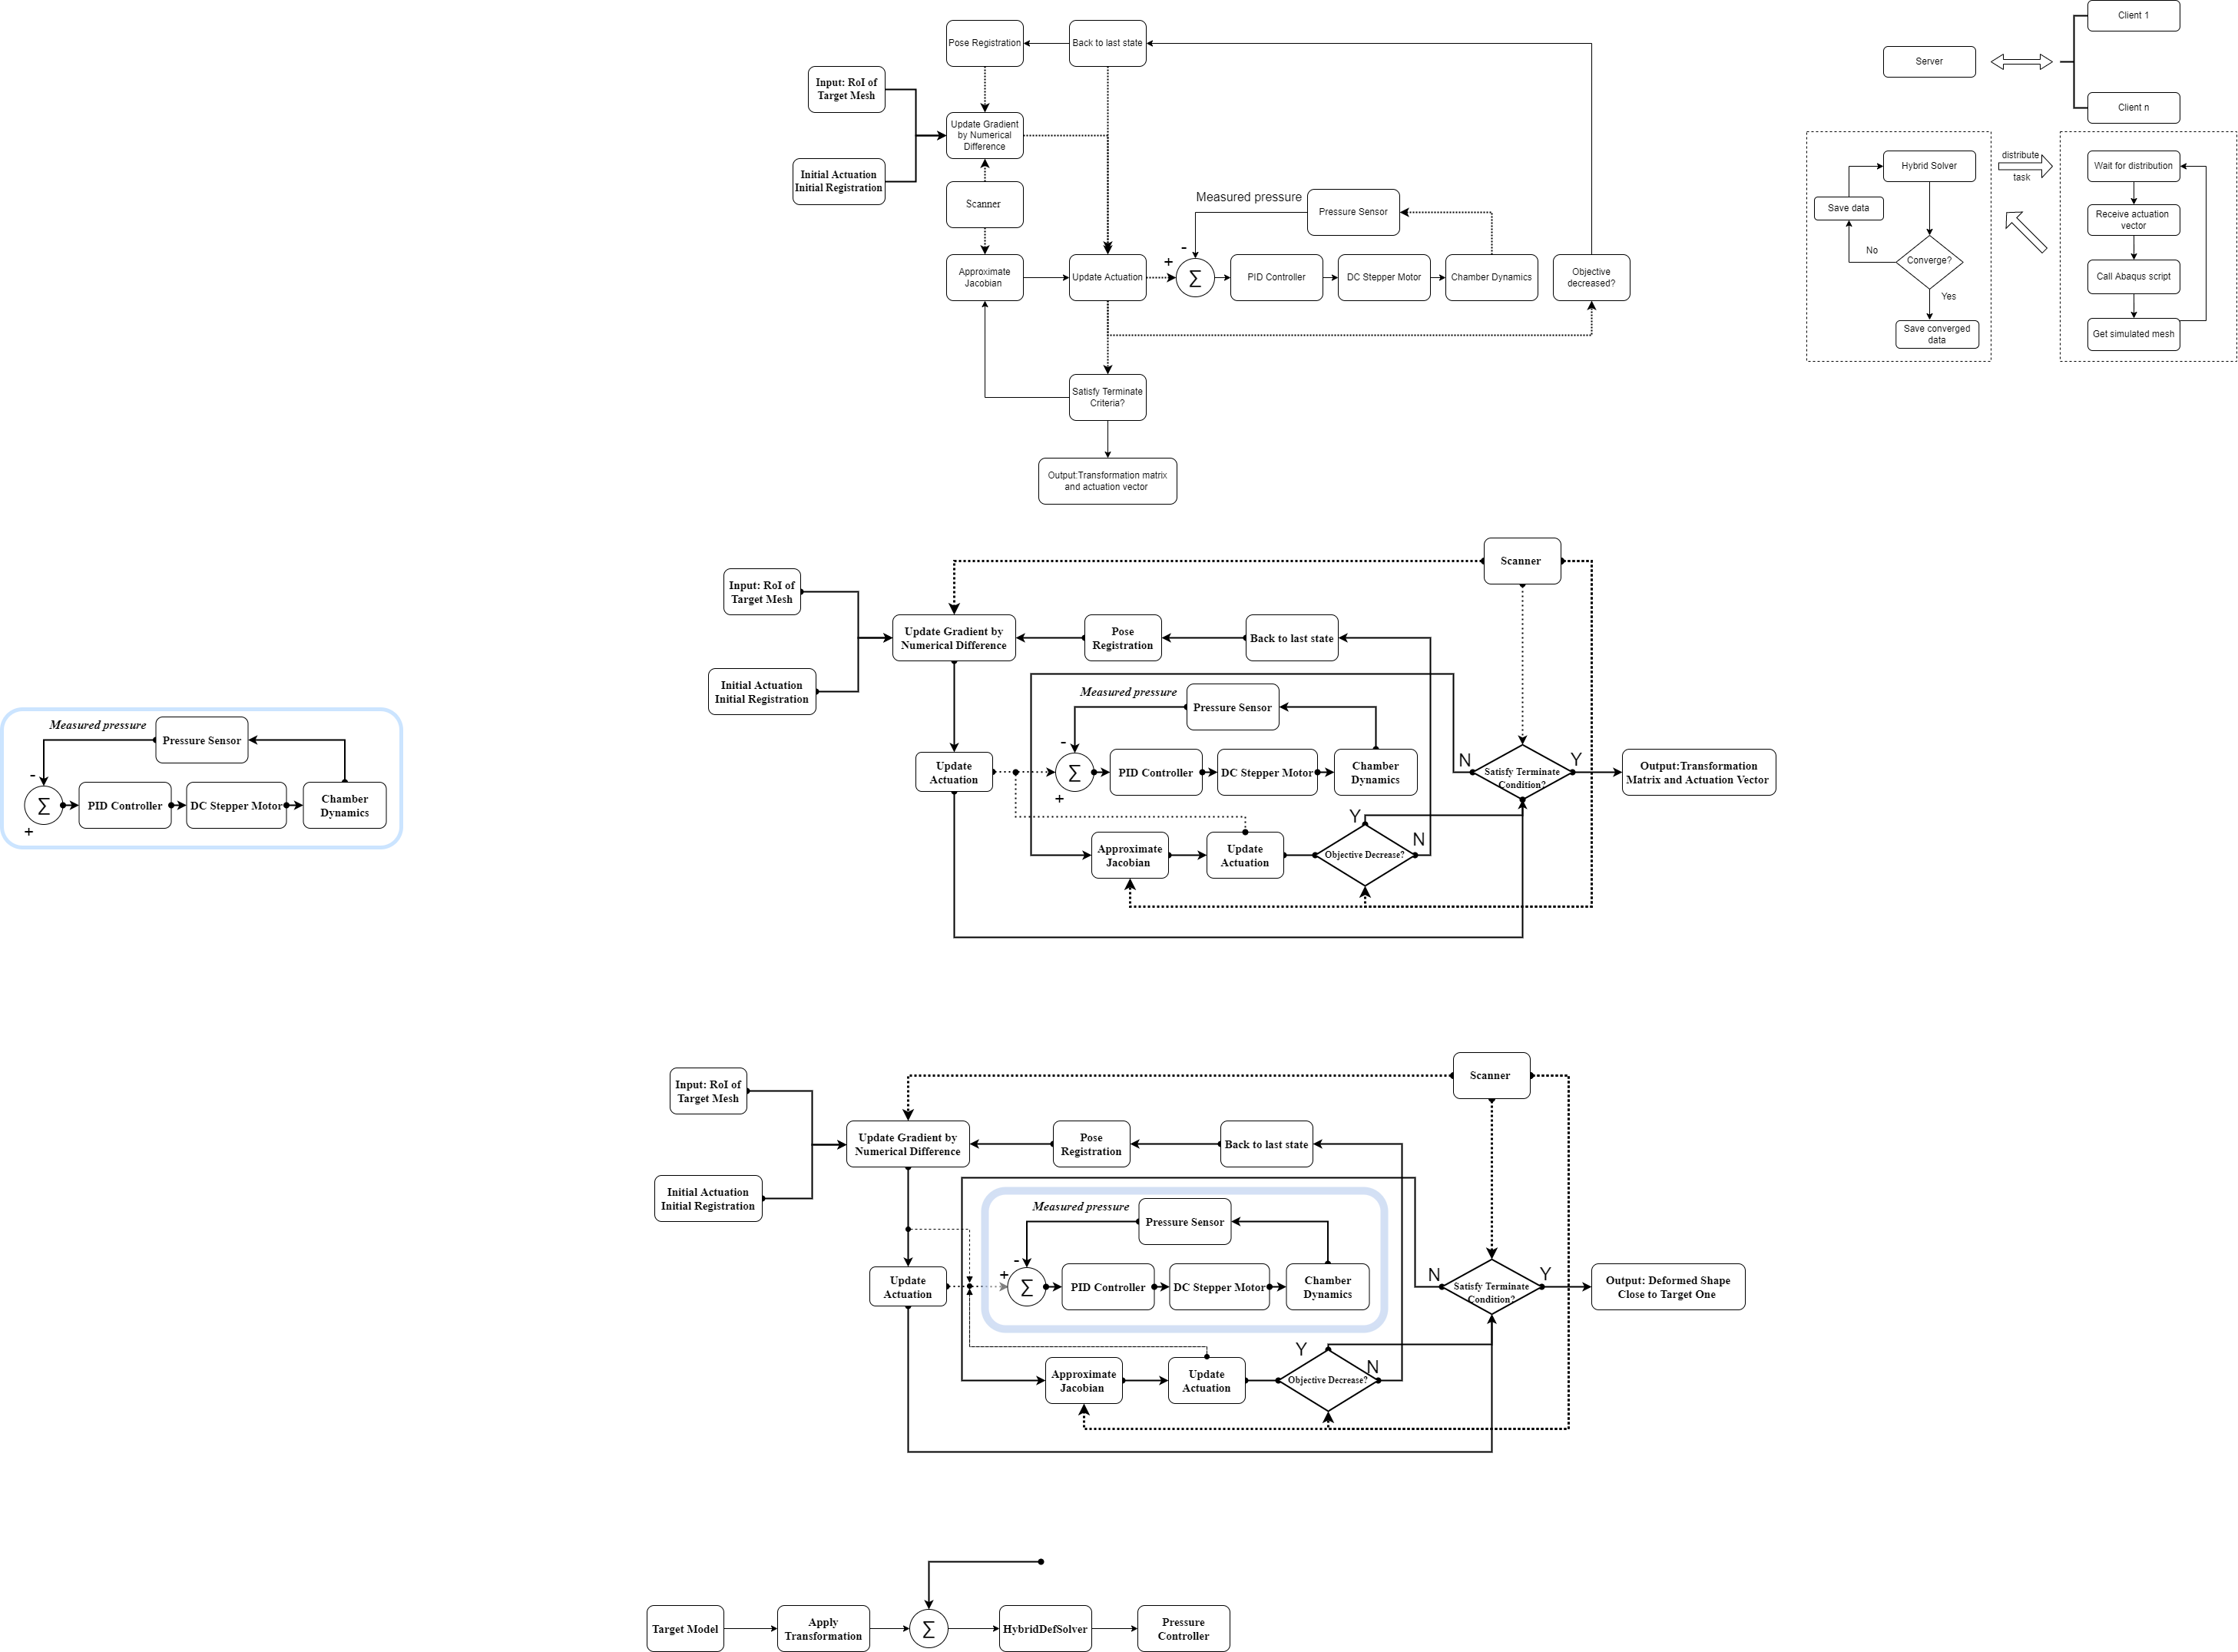 Pose Registration
Back to last state
Input: RoI of
Target Mesh
Update Gradient
by Numerical
Difference
Initial Actuation
Initial Registration
Scanner
Measured pressure
Pressure Sensor
-
+
Approximate
Jacobian
Update Actuation
∑
PID Controller
DC Stepper Motor
Chamber Dynamics
Objective
decreased?
Satisfy Terminate
Criteria?
Output:Transformation matrix
and actuation vector
Client 1
Server
Client n
Hybrid Solver
distribute
task
Wait for distribution
Save data
Receive actuation
vector
No
Converge?
Call Abaqus script
Yes
Save converged
data
Get simulated mesh
Scanner
Input: RoI of
Target Mesh
Update Gradient by
Numerical Difference
Pose
Registration
Back to last state
Initial Actuation
Initial Registration
Measured pressure
Pressure Sensor
-
Update
Actuation
∑
+
PID Controller
DC Stepper Motor
Chamber
Dynamics
N
Satisfy Terminate
Condition?
Y
Output:Transformation
Matrix and Actuation Vector
Y
N
Approximate
Jacobian
Update
Actuation
Objective Decrease?
Measured pressure
Pressure Sensor
-
∑
+
PID Controller
DC Stepper Motor
Chamber
Dynamics
Scanner
Input: RoI of
Target Mesh
Update Gradient by
Numerical Difference
Pose
Registration
Back to last state
Initial Actuation
Initial Registration
Measured pressure
Pressure Sensor
-
+
Update
Actuation
∑
PID Controller
DC Stepper Motor
Chamber
Dynamics
N
Satisfy Terminate
Condition?
Y
Output: Deformed Shape
Close to Target One
Y
N
Approximate
Jacobian
Update
Actuation
Objective Decrease?
Target Model
Apply
Transformation
∑
HybridDefSolver
Pressure
Controller